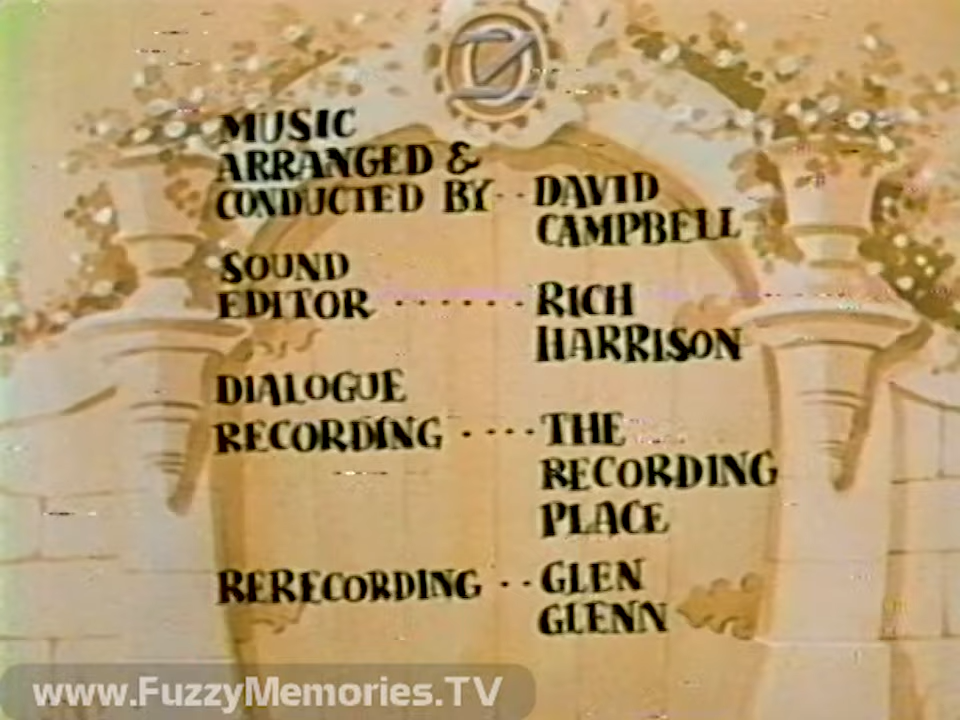 MUSIC
ARRANGED &
CONDUCTED BY·· DAVID
CAMPBELL
SOUND
EDITOR ······ RICH
HARRISON
DIALOGUE
RECORDING ····THE
RECORDING
PLACE
RERECORDING ·· GLEN
GLENN
www.FuzzyMemories.TV